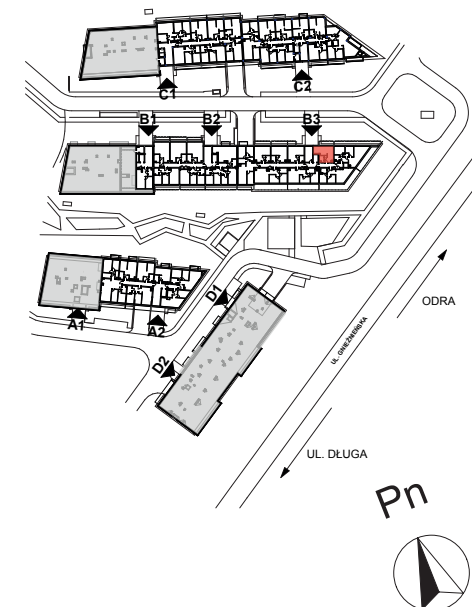 C1
C2
B1
B2
B3
A1
A2
D1
D2
ODRA
UL. GNIEŹNIEŃSKA
UL. DŁUGA
Pn